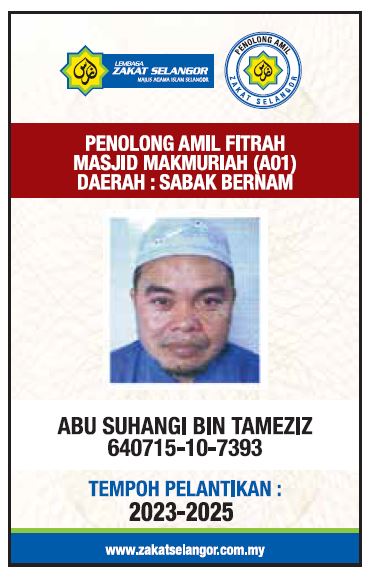 LEMBAGA
ZAKAT SELANGOR
MAJLIS AGAMA ISLAM SELANGOR
PENOLONG AMIL
ZAKAT SELANGOR
PENOLONG AMIL FITRAH
MASJID MAKMURIAH (A01)
DAERAH : SABAK BERNAM
ABU SUHANGI BIN TAMEZIZ
640715-10-7393
TEMPOH PELANTIKAN :
2023-2025
www.zakatselangor.com.my